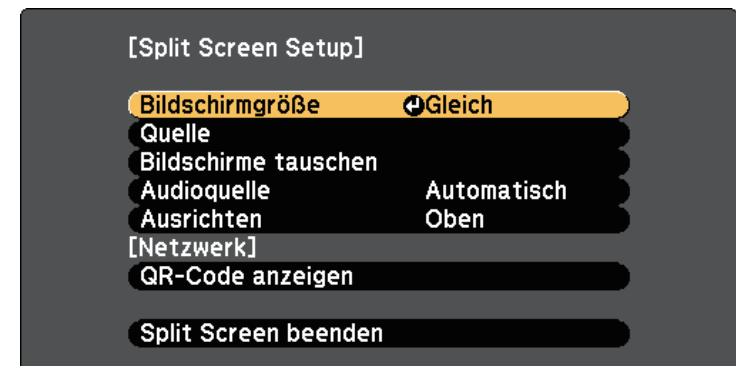 [Split Screen Setup]
Bildschirmgröße Gleich
Quelle
Bildschirme tauschen
Audioquelle Automatisch
Ausrichten Oben
[Netzwerk]
QR-Code anzeigen
Split Screen beenden